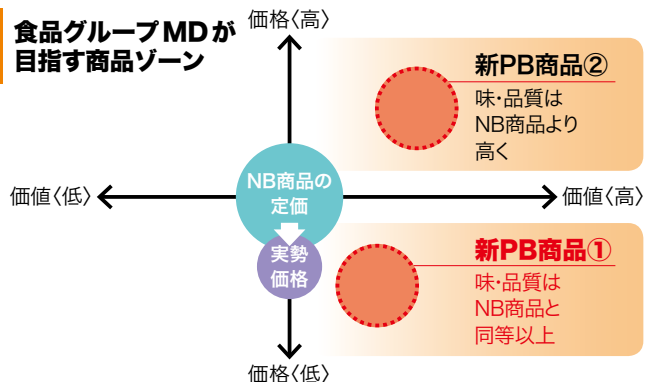 食品グループMDが
目指す商品ゾーン
価格〈高〉
新PB商品②
味・品質は
NB商品より
高く
NB商品の
定価
価値〈低〉
価値〈高〉
実勢
価格
新PB商品①
味・品質は
NB商品と
同等以上
価格〈低〉